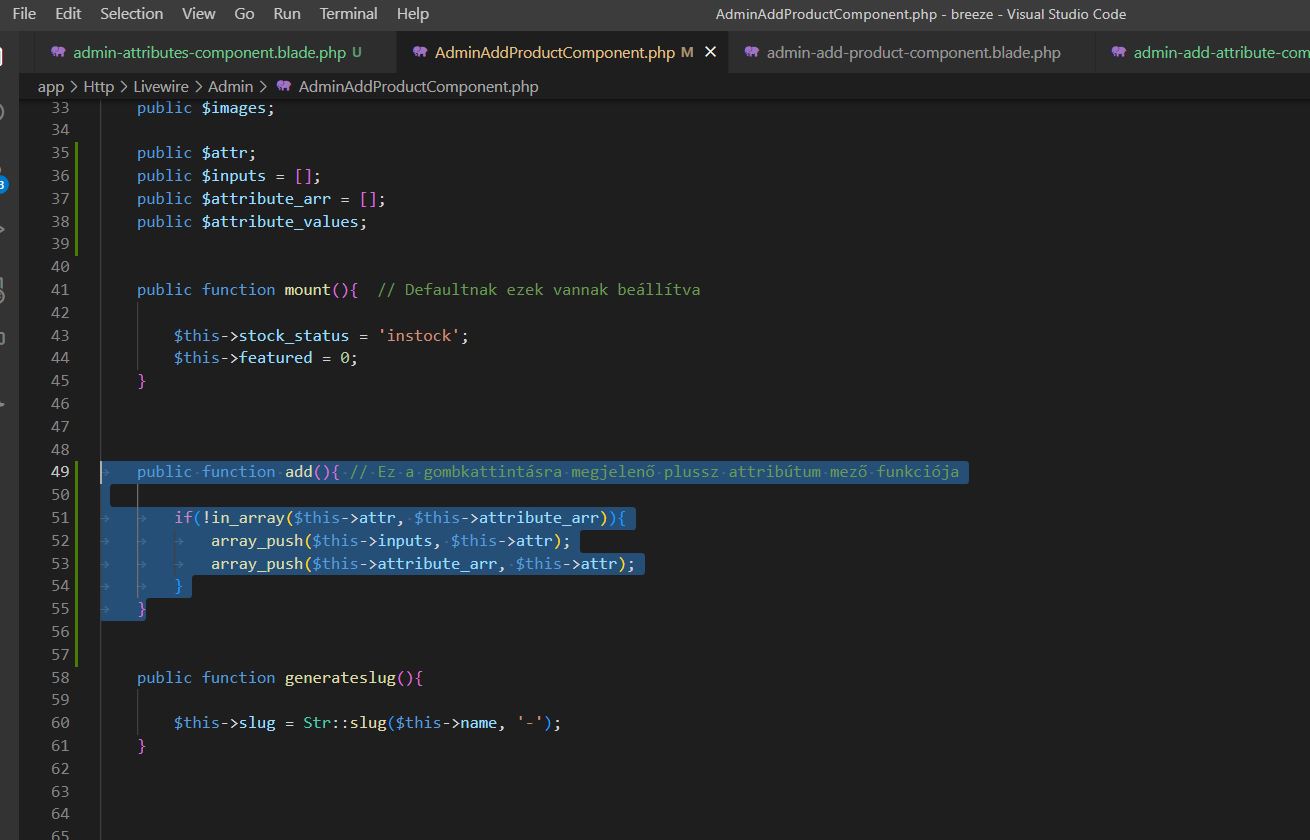 File Edit Selection View Go Run Terminal Help AdminAddProductComponent.php - breeze - Visual Studio Code
admin-attributes-component.blade.php U AdminAddProductComponent.php M admin-add-product-component.blade.php admin-add-attribute-com
app > Http > Livewire > Admin > AdminAddProductComponent.php
33 public $images;
34
35 public $attr;
36 public $inputs = [];
37 public $attribute_arr = [];
38 public $attribute_values;
39
40
41 public function mount(){ // Defaultnak ezek vannak beállítva
42
43 $this->stock_status = 'instock';
44 $this->featured = 0;
45 }
46
47
48
49 public function add(){ // Ez a gombkattintásra megjelenő plussz attribútum mező funkciója
50
51 if(!in_array($this->attr, $this->attribute_arr)){
52 array_push($this->inputs, $this->attr);
53 array_push($this->attribute_arr, $this->attr);
54 }
55 }
56
57
58 public function generateslug(){
59
60 $this->slug = Str::slug($this->name, '-');
61 }
62
63
64
65